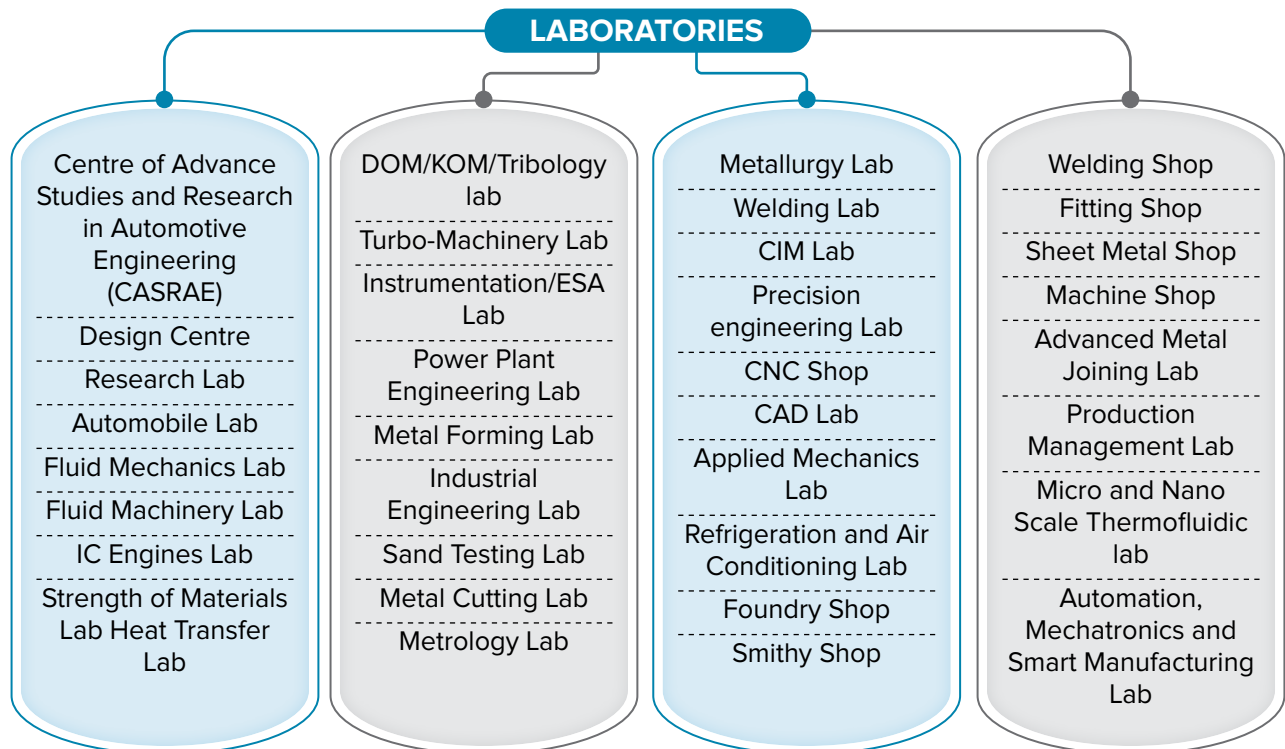 LABORATORIES
Centre of Advance
Studies and Research
in Automotive
Engineering
(CASRAE)
Design Centre
Research Lab
Automobile Lab
Fluid Mechanics Lab
Fluid Machinery Lab
IC Engines Lab
Strength of Materials
Lab Heat Transfer
Lab
DOM/KOM/Tribology
lab
Turbo-Machinery Lab
Instrumentation/ESA
Lab
Power Plant
Engineering Lab
Metal Forming Lab
Industrial
Engineering Lab
Sand Testing Lab
Metal Cutting Lab
Metrology Lab
Metallurgy Lab
Welding Lab
CIM Lab
Precision
engineering Lab
CNC Shop
CAD Lab
Applied Mechanics
Lab
Refrigeration and Air
Conditioning Lab
Foundry Shop
Smithy Shop
Welding Shop
Fitting Shop
Sheet Metal Shop
Machine Shop
Advanced Metal
Joining Lab
Production
Management Lab
Micro and Nano
Scale Thermofluidic
lab
Automation,
Mechatronics and
Smart Manufacturing
Lab